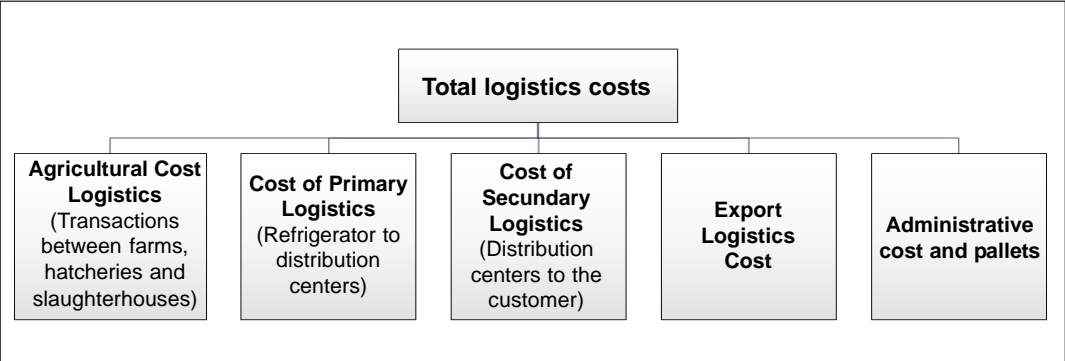 Total logistics costs
Agricultural Cost
Logistics
(Transactions
between farms,
hatcheries and
slaughterhouses)
Cost of Primary
Logistics
(Refrigerator to
distribution
centers)
Cost of
Secundary
Logistics
(Distribution
centers to the
customer)
Export
Logistics
Cost
Administrative
cost and pallets